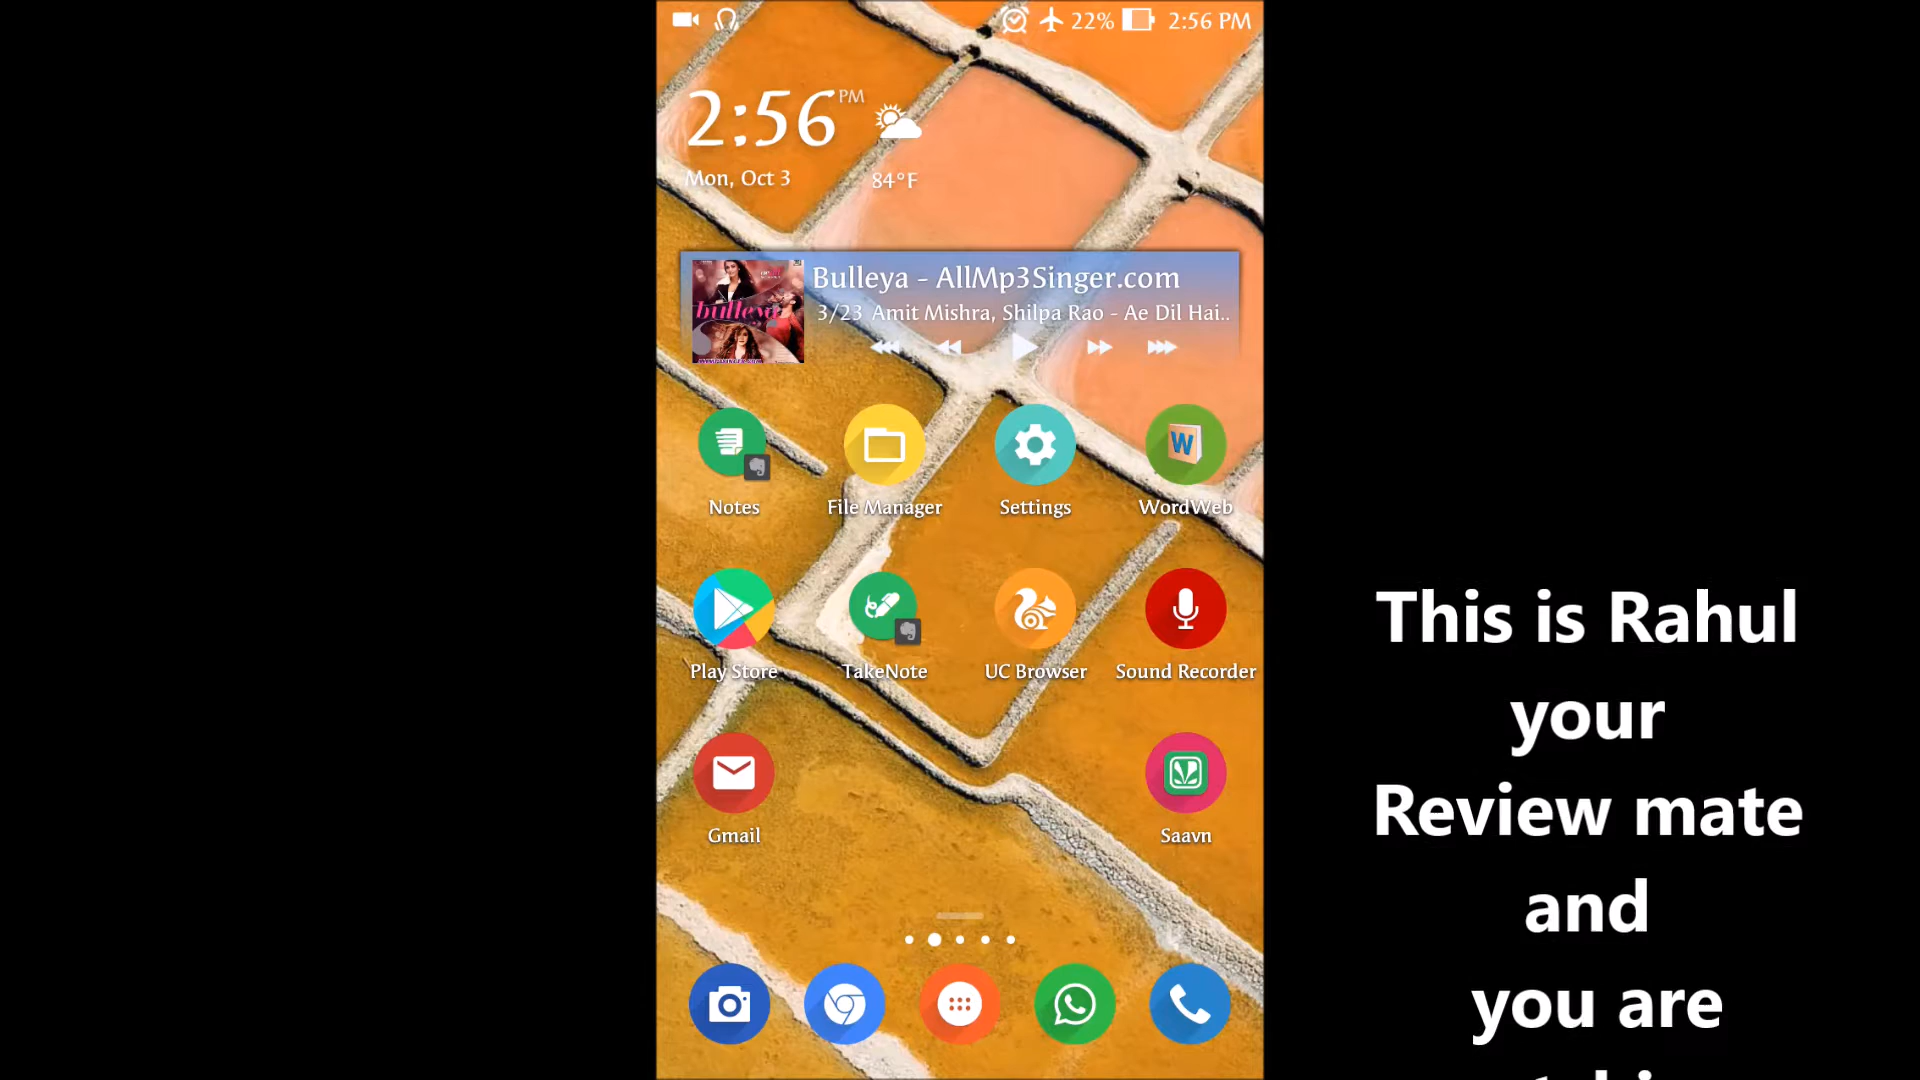 22% 2:56 PM
2:56 PM
Mon, Oct 3
84°F
bulleya
Bulleya - AllMp3Singer.com
3/23 Amit Mishra, Shilpa Rao - Ae Dil Hai..
Notes
File Manager
Settings
W
WordWeb
Play Store
TakeNote
UC Browser
Sound Recorder
Gmail
Saavn
This is Rahul
your
Review mate
and
you are